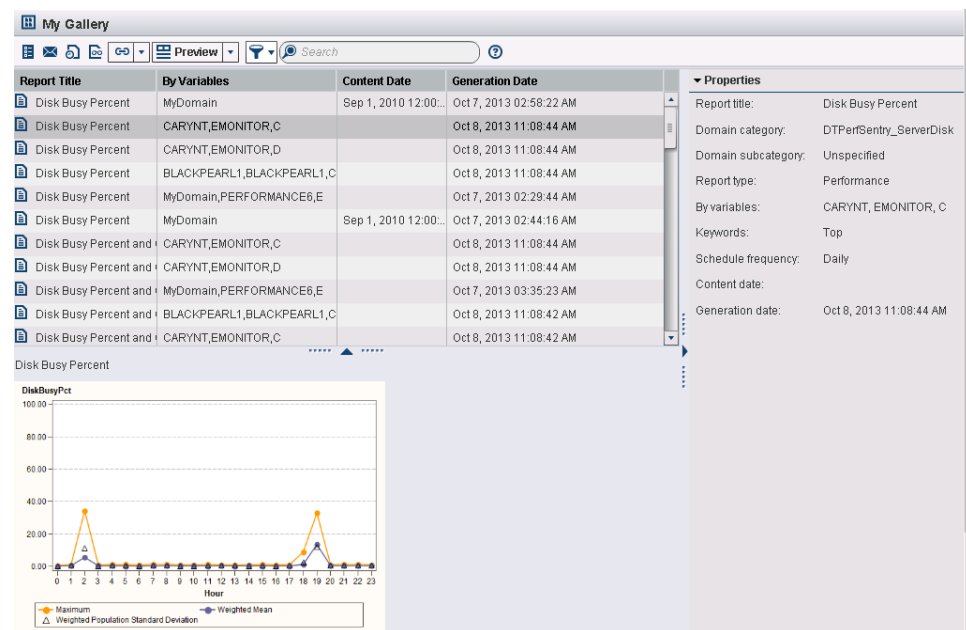 My Gallery
Preview Search
Report Title By Variables Content Date Generation Date
Disk Busy Percent MyDomain Sep 1, 2010 12:00:.. Oct 7, 2013 02:58:22 AM
Disk Busy Percent CARYNT,EMONITOR,C Oct 8, 2013 11:08:44 AM
Disk Busy Percent CARYNT,EMONITOR,D Oct 8, 2013 11:08:44 AM
Disk Busy Percent BLACKPEARL1,BLACKPEARL1,C Oct 8, 2013 11:08:44 AM
Disk Busy Percent MyDomain,PERFORMANCE6,E Oct 7, 2013 02:29:44 AM
Disk Busy Percent MyDomain Sep 1, 2010 12:00:.. Oct 7, 2013 02:44:16 AM
Disk Busy Percent and CARYNT,EMONITOR,C Oct 8, 2013 11:08:44 AM
Disk Busy Percent and CARYNT,EMONITOR,D Oct 8, 2013 11:08:44 AM
Disk Busy Percent and MyDomain,PERFORMANCE6,E Oct 7, 2013 03:35:23 AM
Disk Busy Percent and BLACKPEARL1,BLACKPEARL1,C Oct 8, 2013 11:08:42 AM
Disk Busy Percent and CARYNT,EMONITOR,C Oct 8, 2013 11:08:42 AM
Properties
Report title: Disk Busy Percent
Domain category: DTPerfSentry_ServerDisk
Domain subcategory: Unspecified
Report type: Performance
By variables: CARYNT, EMONITOR, C
Keywords: Top
Schedule frequency: Daily
Content date:
Generation date: Oct 8, 2013 11:08:44 AM
Disk Busy Percent
DiskBusyPct
100.00
80.00
60.00
40.00
20.00
0.00
0 1 2 3 4 5 6 7 8 9 10 11 12 13 14 15 16 17 18 19 20 21 22 23
Hour
Maximum Weighted Mean
Weighted Population Standard Deviation